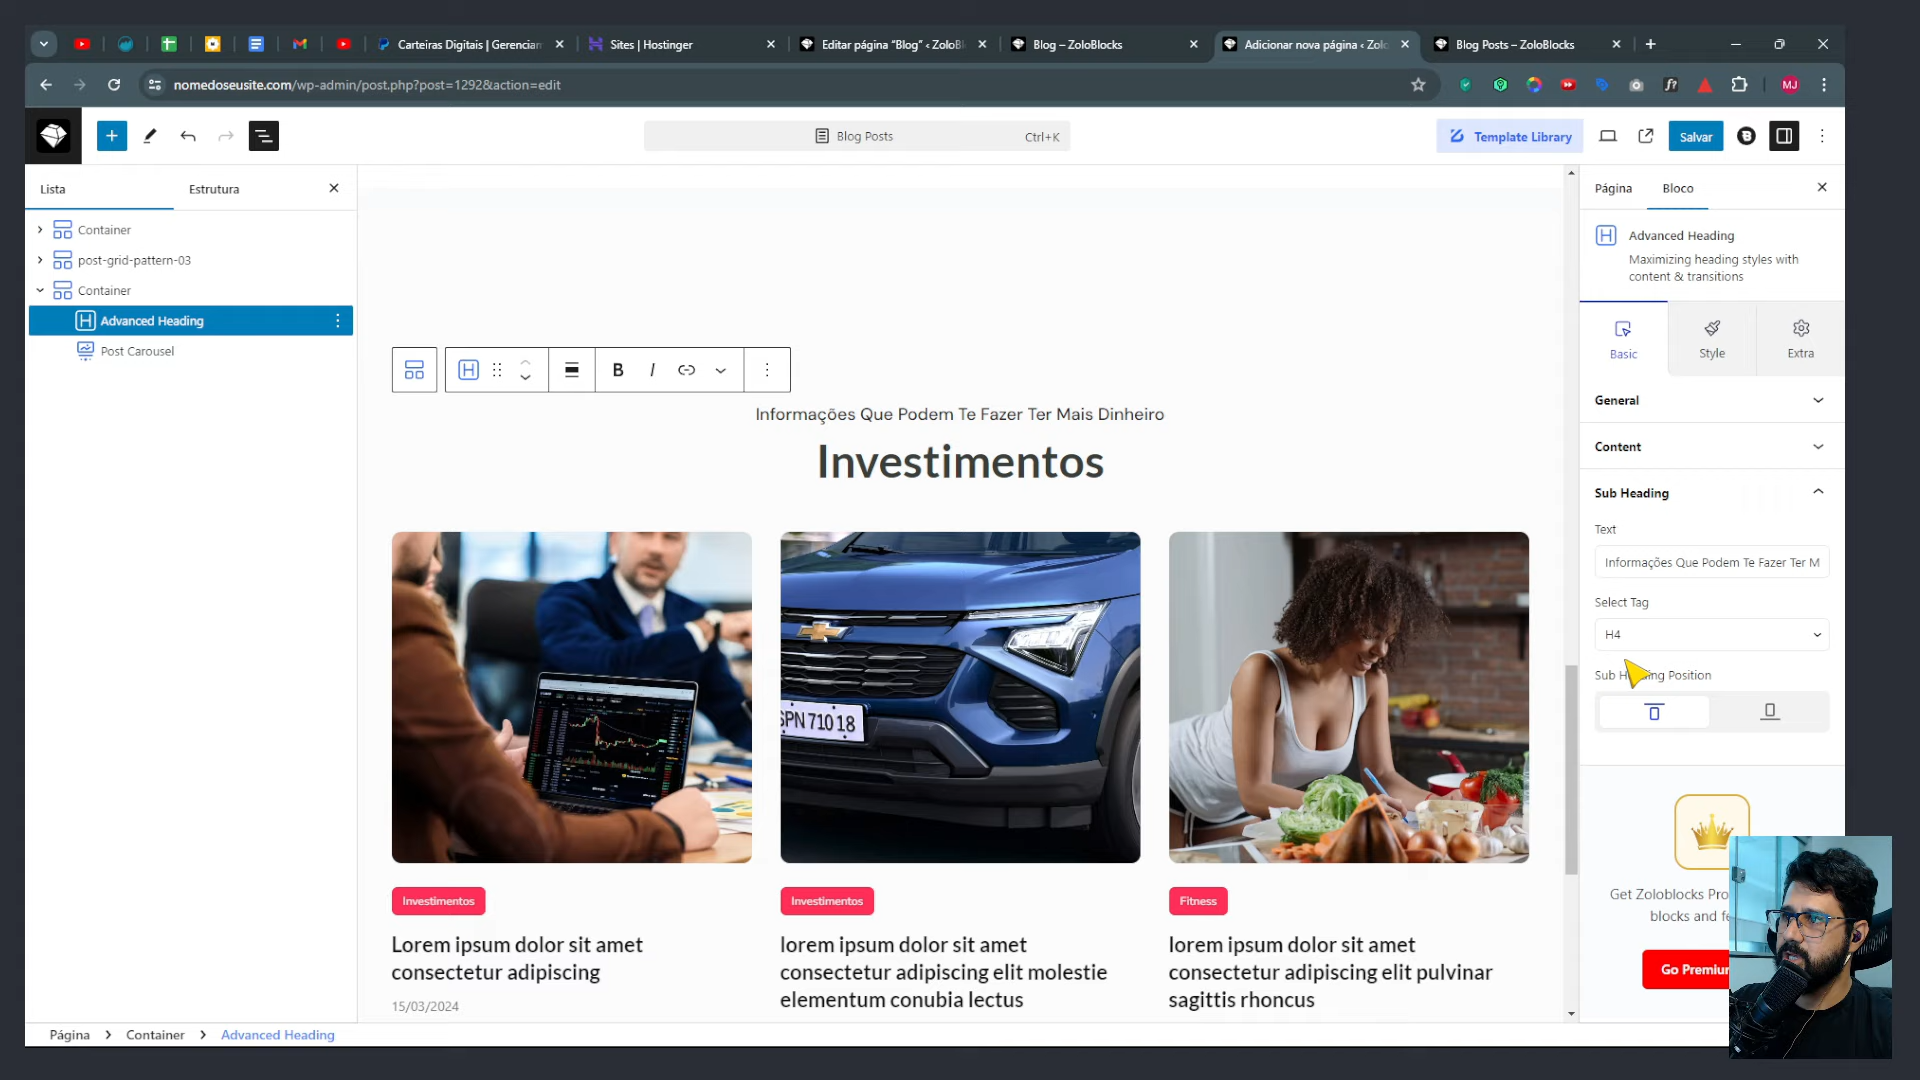 Carteiras Digitais | Gerenciam
Sites | Hostinger
Editar página “Blog” ‹ ZoloBl
Blog – ZoloBlocks
Adicionar nova página ‹ Zolo
Blog Posts – ZoloBlocks
nomedoseusite.com/wp-admin/post.php?post=1292&action=edit
MJ
Blog Posts
Ctrl+K
Template Library
Salvar
Lista
Estrutura
Container
post-grid-pattern-03
Container
Advanced Heading
Post Carousel
B I
Informações Que Podem Te Fazer Ter Mais Dinheiro
Investimentos
SPN 710 18
Investimentos
Investimentos
Fitness
Lorem ipsum dolor sit amet
consectetur adipiscing
15/03/2024
lorem ipsum dolor sit amet
consectetur adipiscing elit molestie
elementum conubia lectus
lorem ipsum dolor sit amet
consectetur adipiscing elit pulvinar
sagittis rhoncus
Página
Bloco
Advanced Heading
Maximizing heading styles with
content & transitions
Basic
Style
Extra
General
Content
Sub Heading
Text
Informações Que Podem Te Fazer Ter M
Select Tag
H4
Sub Heading Position
Get Zoloblocks Pro
blocks and fe
Go Premium
Página
Container
Advanced Heading